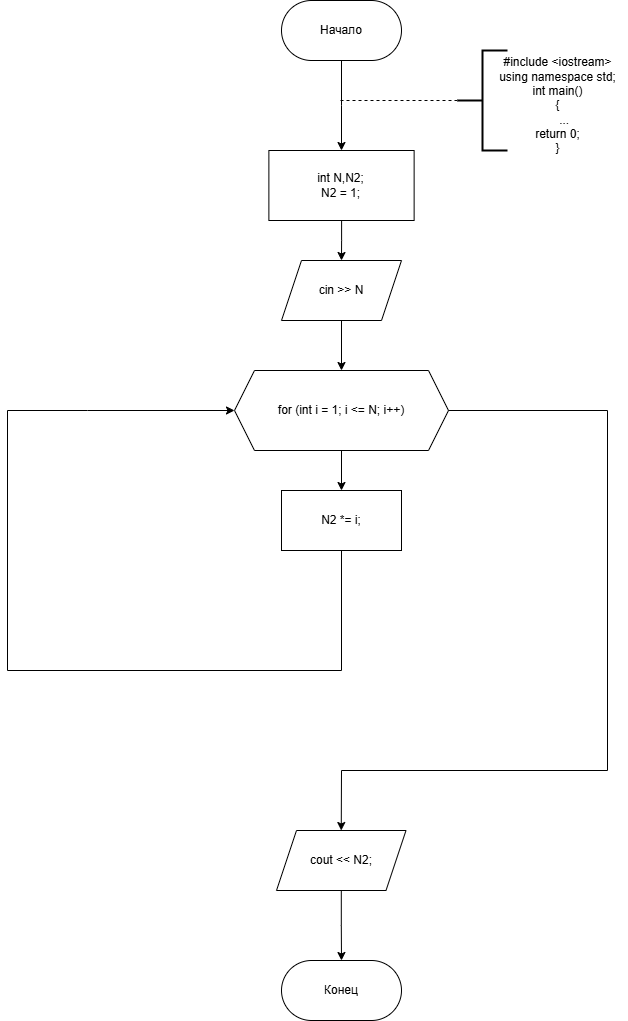 Начало
#include <iostream>
using namespace std;
int main()
{
...
return 0;
}
int N,N2;
N2 = 1;
cin >> N
for (int i = 1; i <= N; i++)
N2 *= i;
cout << N2;
Конец